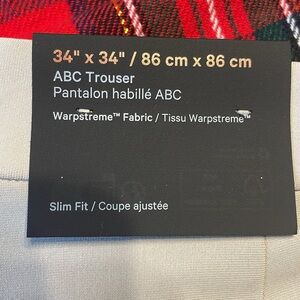 34" x 34" / 86 cm x 86 cm
ABC Trouser
Pantalon habillé ABC
Warpstreme™ Fabric / Tissu Warpstreme™
Slim Fit / Coupe ajustée